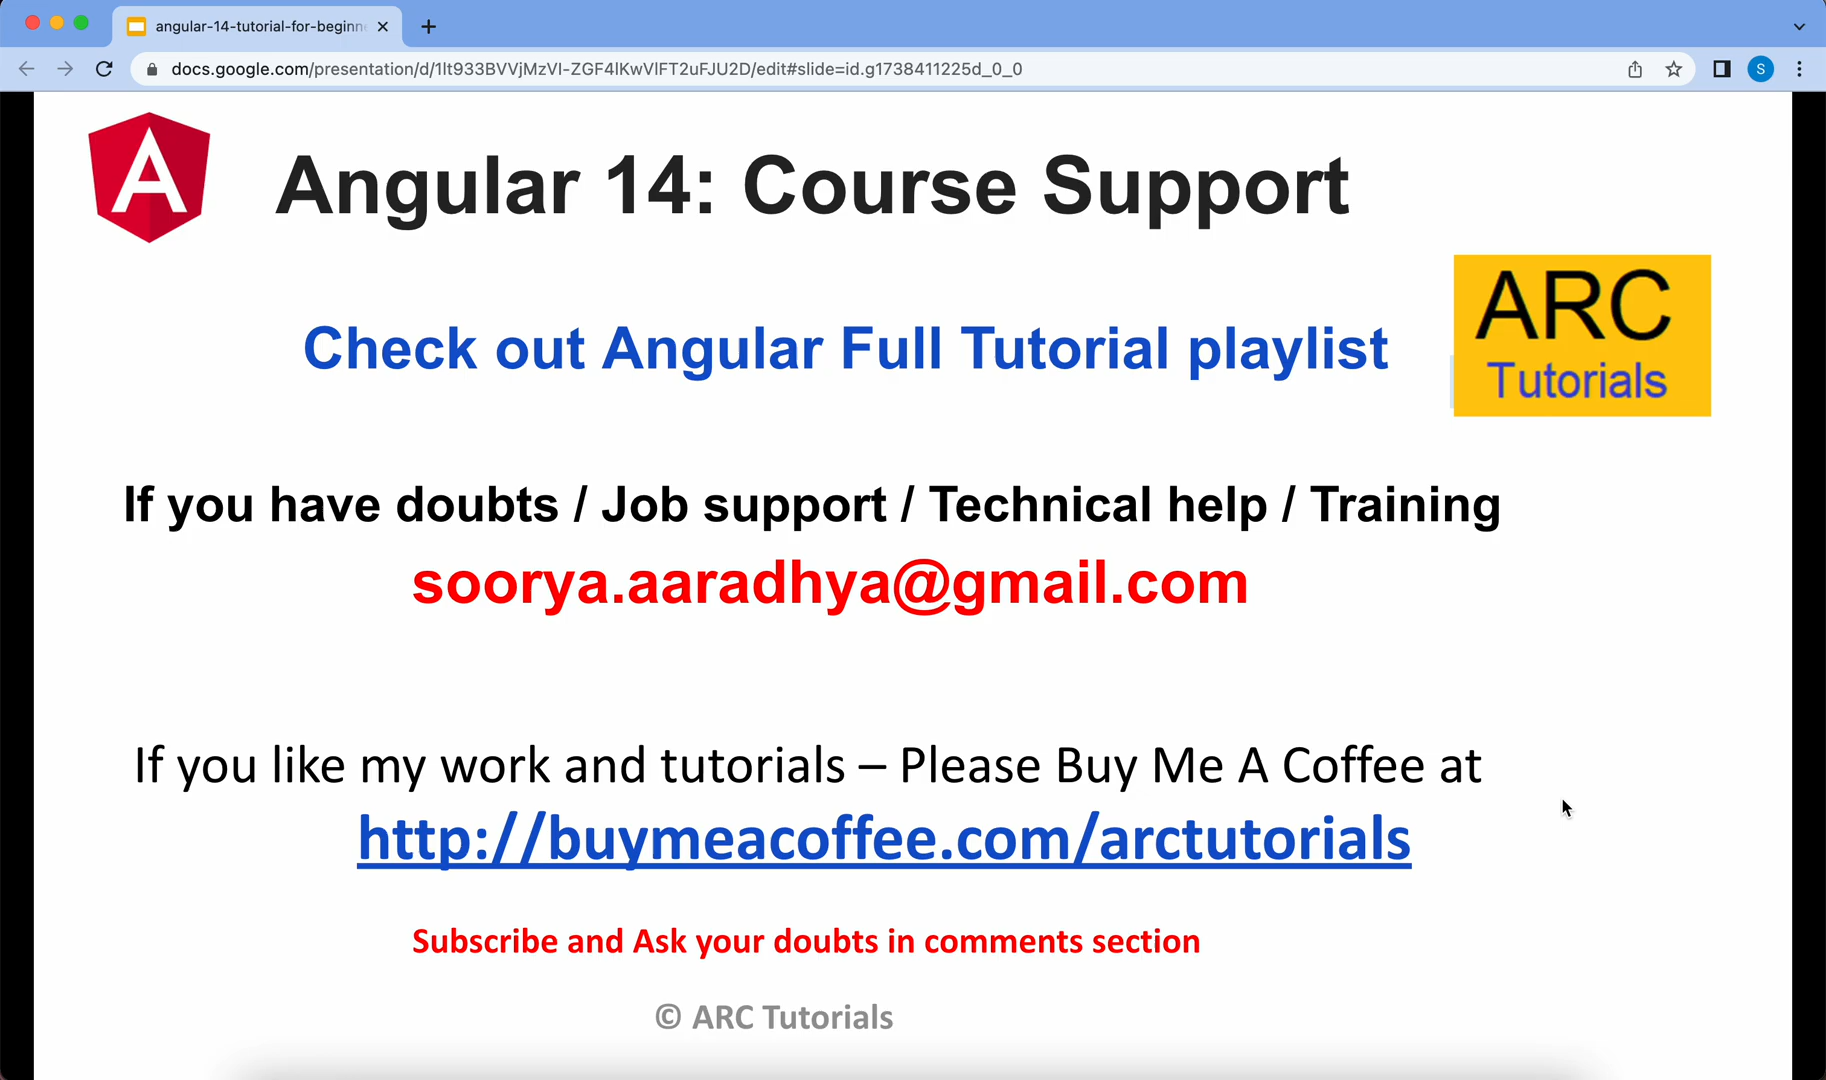 angular-14-tutorial-for-beginne
docs.google.com/presentation/d/1lt933BVVjMzVI-ZGF4lKwVlFT2uFJU2D/edit#slide=id.g1738411225d_0_0
S
A
Angular 14: Course Support
ARC
Tutorials
Check out Angular Full Tutorial playlist
If you have doubts / Job support / Technical help / Training
soorya.aaradhya@gmail.com
If you like my work and tutorials – Please Buy Me A Coffee at
http://buymeacoffee.com/arctutorials
Subscribe and Ask your doubts in comments section
© ARC Tutorials